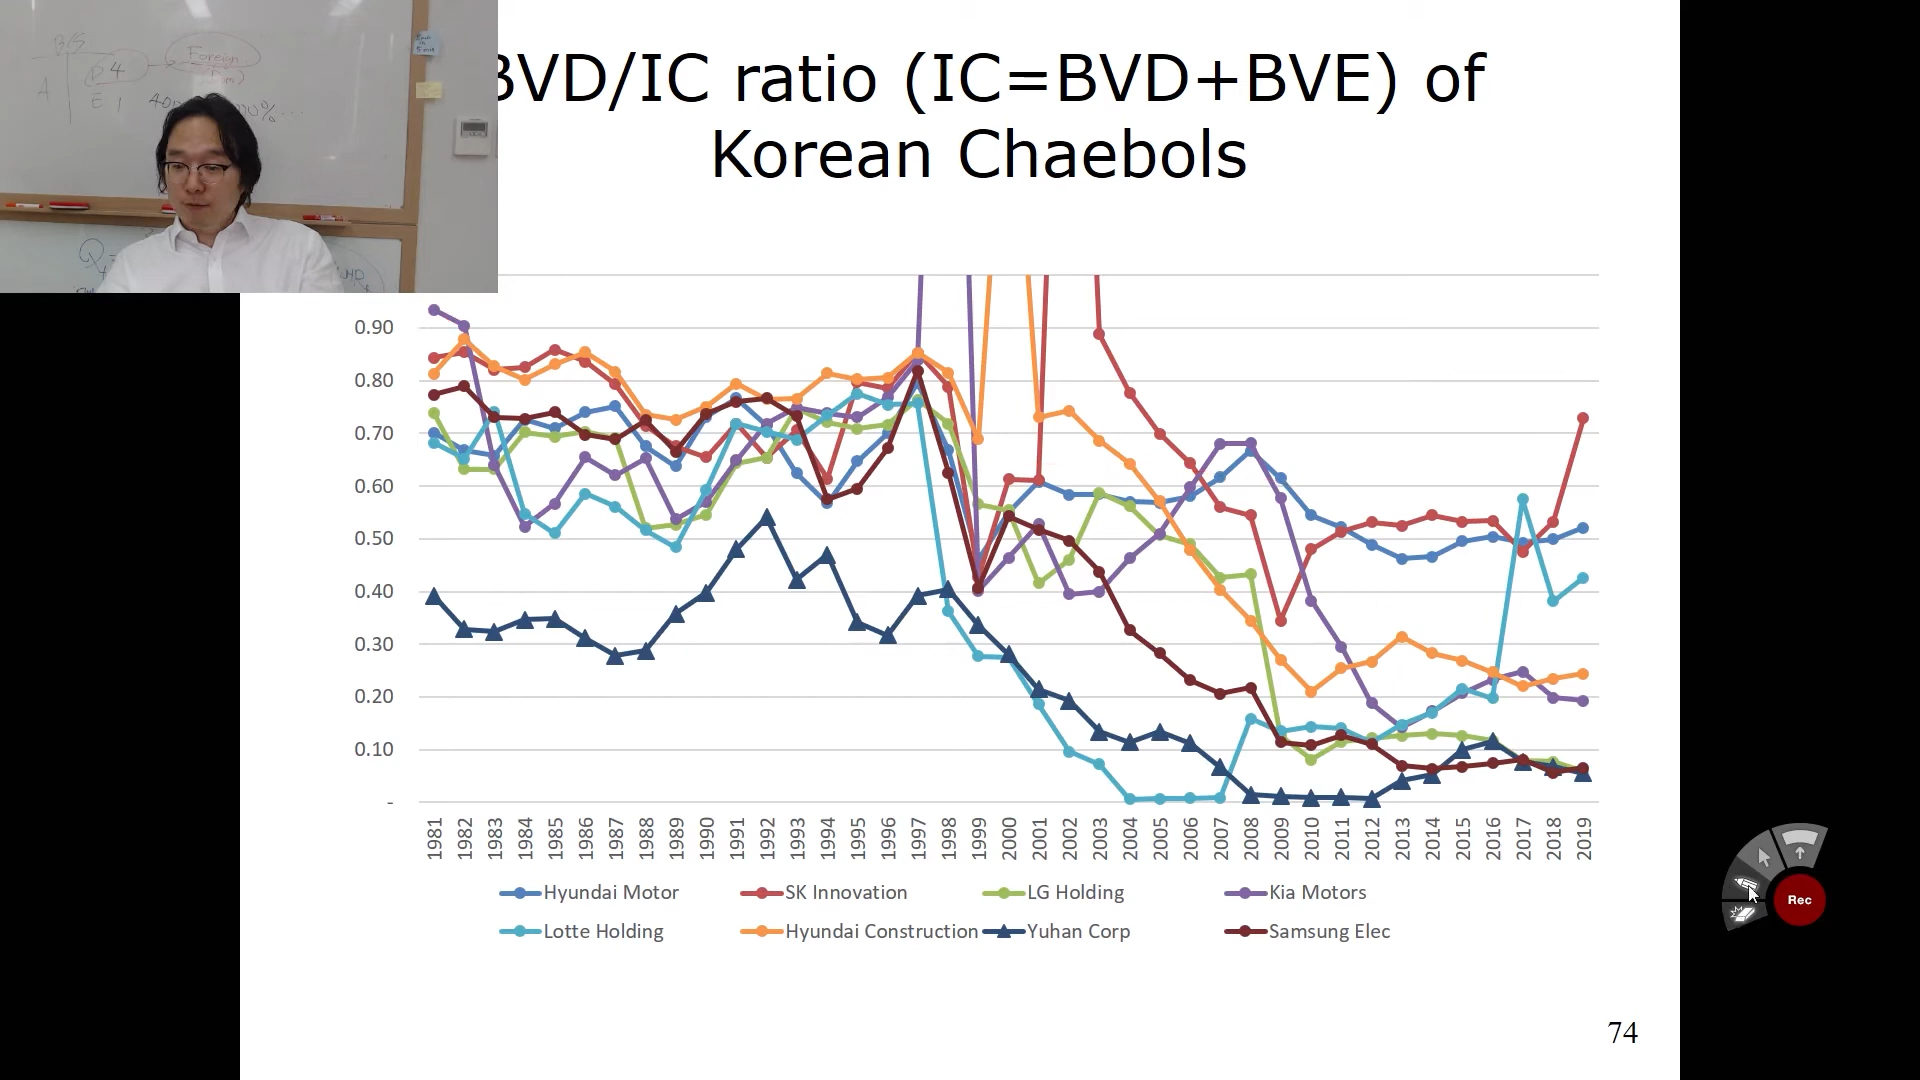 B/S
Foreign
A
D 4
E 1
BVD/IC ratio (IC=BVD+BVE) of
Korean Chaebols
0.90
0.80
0.70
0.60
0.50
0.40
0.30
0.20
0.10
-
1981 1982 1983 1984 1985 1986 1987 1988 1989 1990 1991 1992 1993 1994 1995 1996 1997 1998 1999 2000 2001 2002 2003 2004 2005 2006 2007 2008 2009 2010 2011 2012 2013 2014 2015 2016 2017 2018 2019
Hyundai Motor SK Innovation LG Holding Kia Motors
Lotte Holding Hyundai Construction Yuhan Corp Samsung Elec
Rec
74